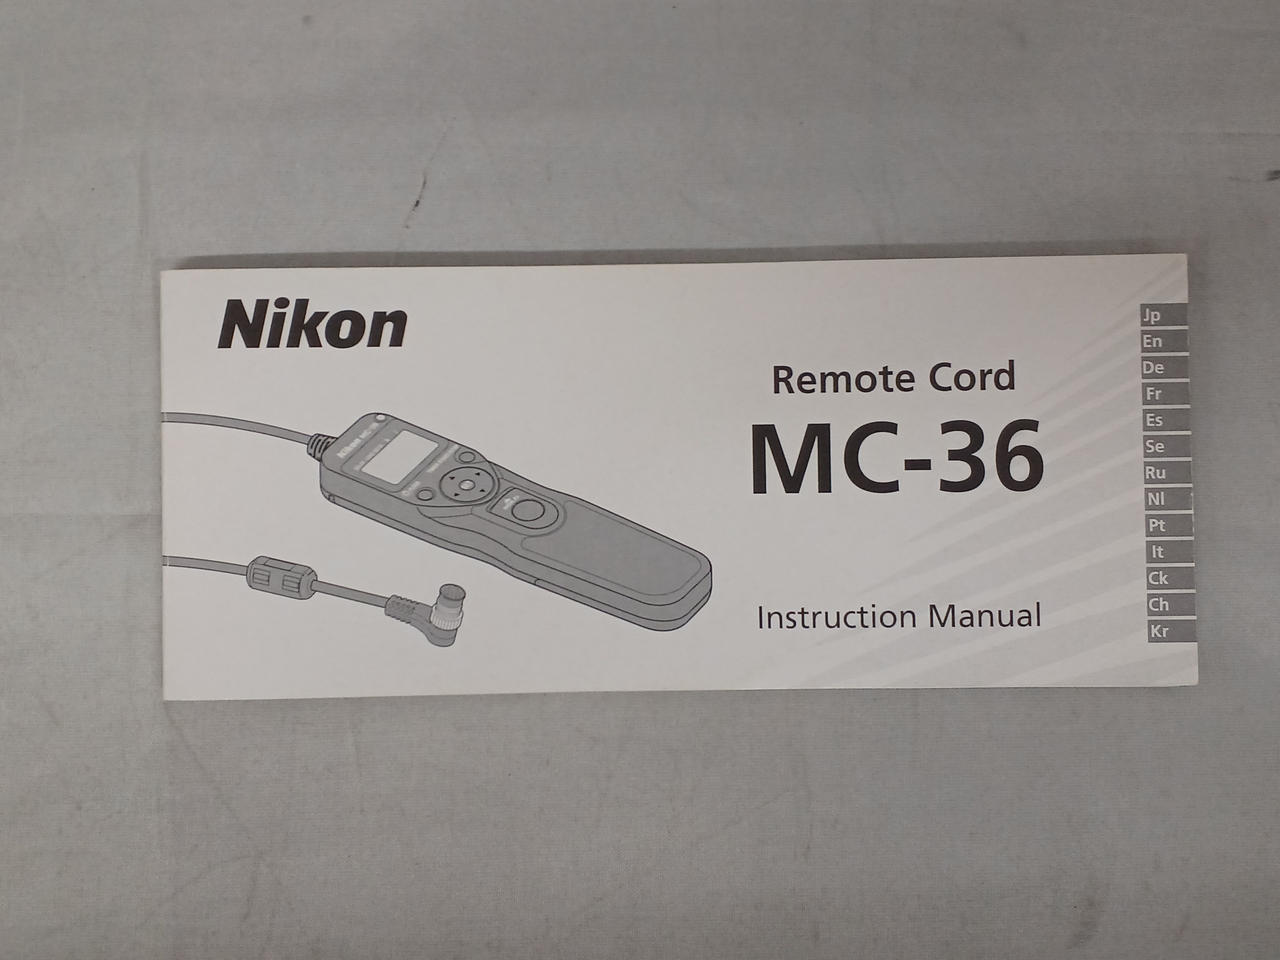 Nikon
Remote Cord
MC-36
Instruction Manual
Jp
En
De
Fr
Es
Se
Ru
Nl
Pt
It
Ck
Ch
Kr